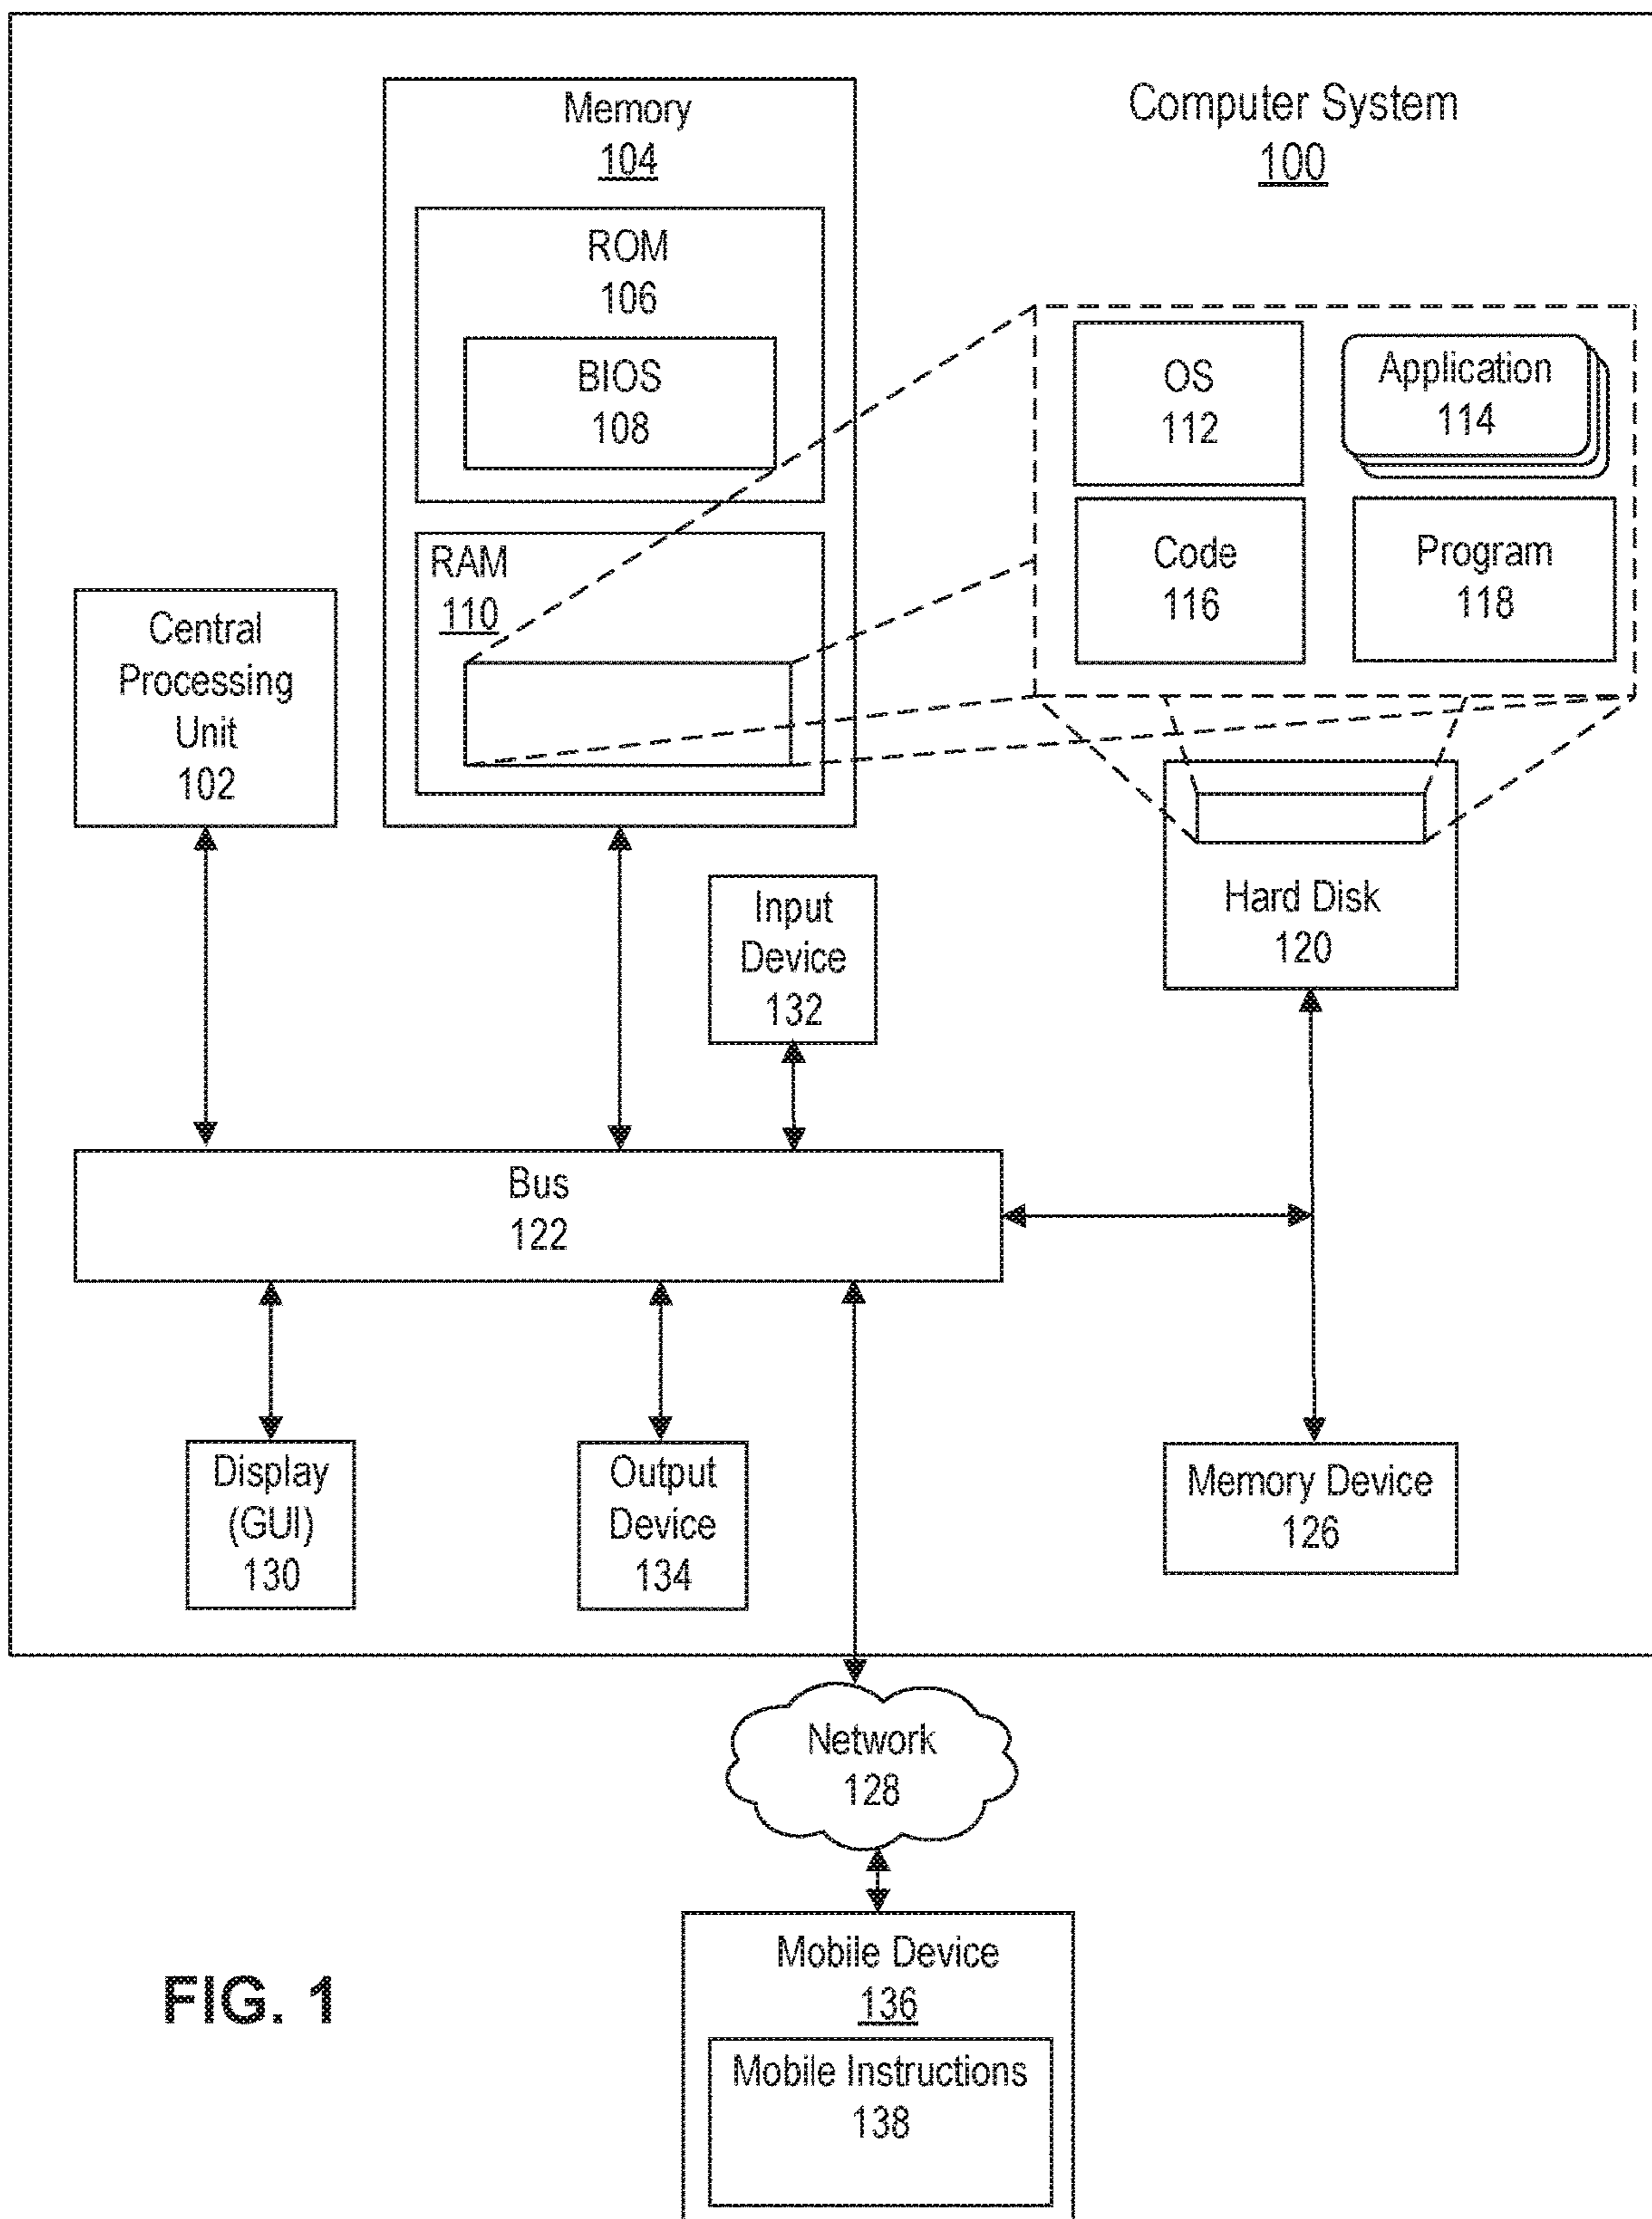 Computer System
100
Memory
104
ROM
106
BIOS
108
RAM
110
OS
112
Application
114
Code
116
Program
118
Central
Processing
Unit
102
Hard Disk
120
Input
Device
132
Bus
122
Display
(GUI)
130
Output
Device
134
Memory Device
126
Network
128
Mobile Device
136
Mobile Instructions
138
FIG. 1